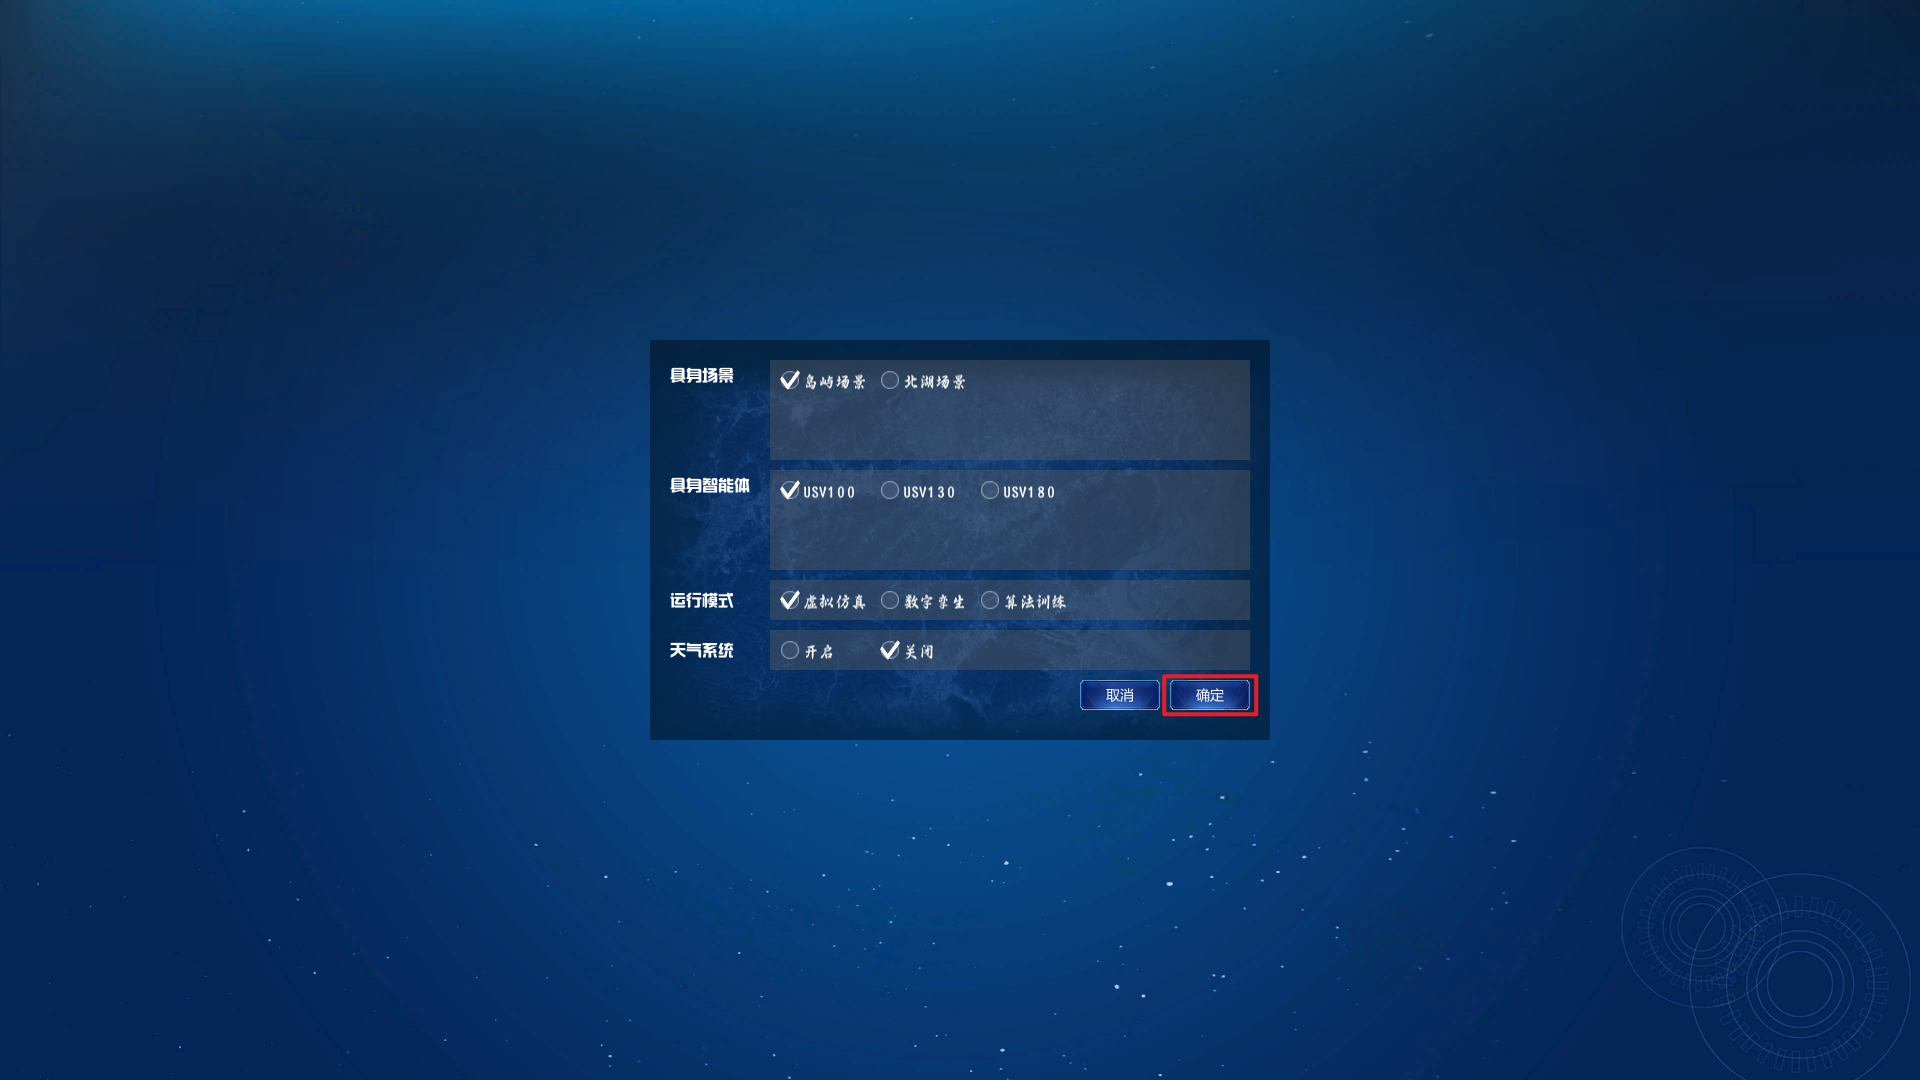 具身场景
岛屿场景 北湖场景
具身智能体
USV100 USV130 USV180
运行模式
虚拟仿真 数字孪生 算法训练
天气系统
开启 关闭
取消 确定